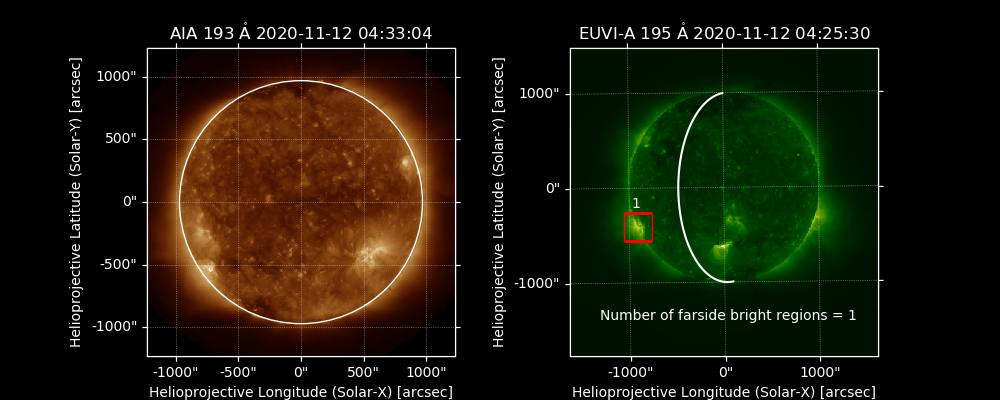 AIA 193 Å 2020-11-12 04:33:04
Helioprojective Latitude (Solar-Y) [arcsec]
1000"
500"
0"
-500"
-1000"
-1000"
-500"
0"
500"
1000"
Helioprojective Longitude (Solar-X) [arcsec]
EUVI-A 195 Å 2020-11-12 04:25:30
Helioprojective Latitude (Solar-Y) [arcsec]
1000"
0"
-1000"
1
Number of farside bright regions = 1
-1000"
0"
1000"
Helioprojective Longitude (Solar-X) [arcsec]